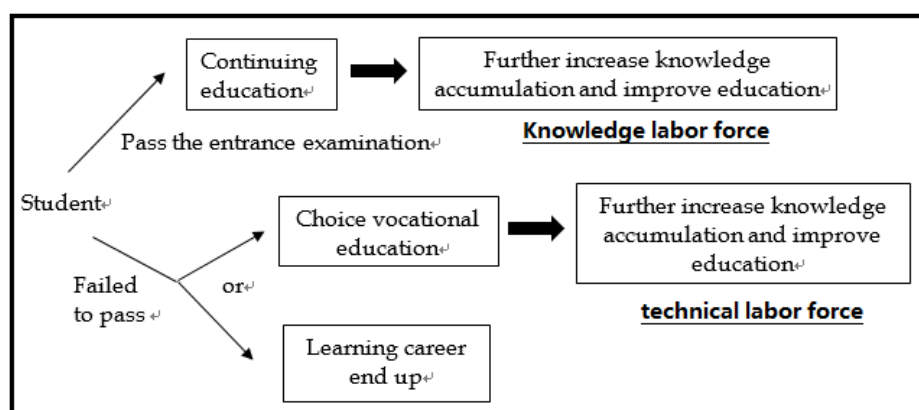 Continuing
education
Further increase knowledge
accumulation and improve education
Knowledge labor force
Pass the entrance examination
Student
Choice vocational
education
Further increase knowledge
accumulation and improve
education
technical labor force
Failed
to pass
or
Learning career
end up